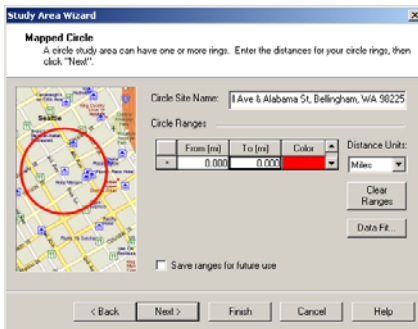 Study Area Wizard
Mapped Circle
A circle study area can have one or more rings. Enter the distances for your circle rings, then
click "Next".
Seattle
Circle Site Name: l Ave & Alabama St, Bellingham, WA 98225
Circle Ranges
From [mi] To [mi] Color
* 0.000 0.000
Distance Units:
Miles
Clear
Ranges
Data Fit...
Save ranges for future use
< Back Next > Finish Cancel Help